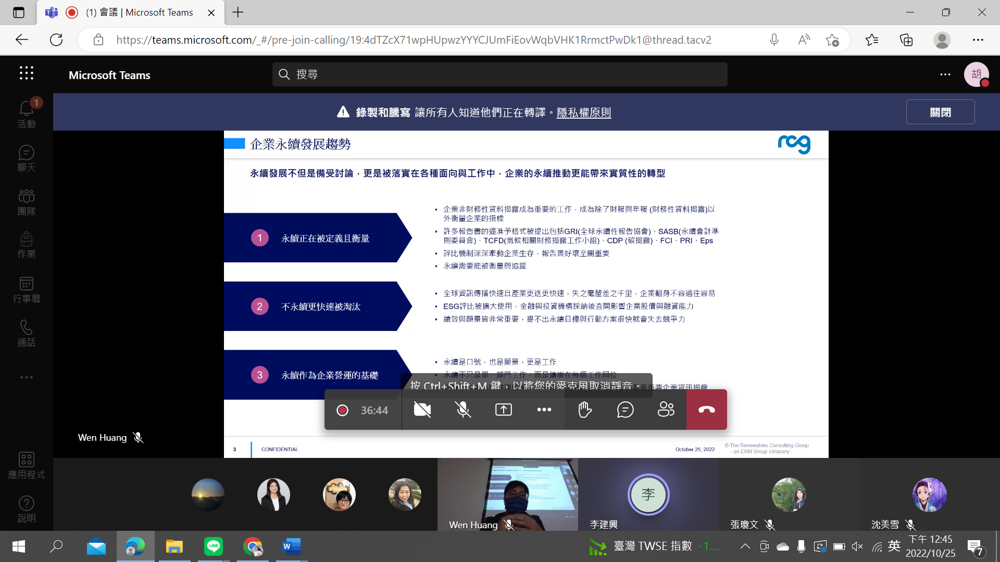 (1) 會議 | Microsoft Teams
https://teams.microsoft.com/_#/pre-join-calling/19:4dTZcX71wpHUpwzYYYCJUmFiEovWqbVHK1RrmctPwDk1@thread.tacv2
Microsoft Teams
搜尋
胡
1
活動
聊天
團隊
作業
行事曆
通話
應用程式
說明
錄製和騰寫 讓所有人知道他們正在轉譯。隱私權原則
關閉
企業永續發展趨勢
rcg
永續發展不但是備受討論，更是被落實在各種面向與工作中，企業的永續推動更能帶來實質性的轉型
1 永續正在被定義且衡量
• 企業非財務性資料揭露成為重要的工作，成為除了財報與年報 (財務性資料揭露)以
外衡量企業的指標
• 許多報告書的逼准予格式被提出包括GRI(全球永續性報告協會)、SASB(永續會計準
則委員會)、TCFD(氣候相關財務揭露工作小組)、CDP (碳揭露)、FCI、PRI、Eps
• 評比機制深深牽動企業生存，報告書好壞至關重要
• 永續需要能被衡量與追蹤
2 不永續更快速被淘汰
• 全球資訊傳播快速且產業更迭更快速，失之毫釐差之千里，企業翻身不容過往容易
• ESG評比被擴大使用，金融與投資機構採納後直間影響企業股價與融資能力
• 績效與願景皆非常重要，提不出永續目標與行動方案很快就會失去競爭力
3 永續作為企業營運的基礎
• 永續是口號，也是願景，更是工作
• 永續不只是單一部門工作，而是鑲嵌在每個工作岡位
重要企業資訊揭露
按 Ctrl+Shift+M 鍵，以將您的麥克風取消靜音。
36:44
Wen Huang
3
CONFIDENTIAL
October 25, 2022
© The Renewables Consulting Group
- an ERM Group company
Wen Huang
李
李建興
張瓊文
沈美雪
臺灣 TWSE 指數 -1....
英
下午 12:45
2022/10/25
7